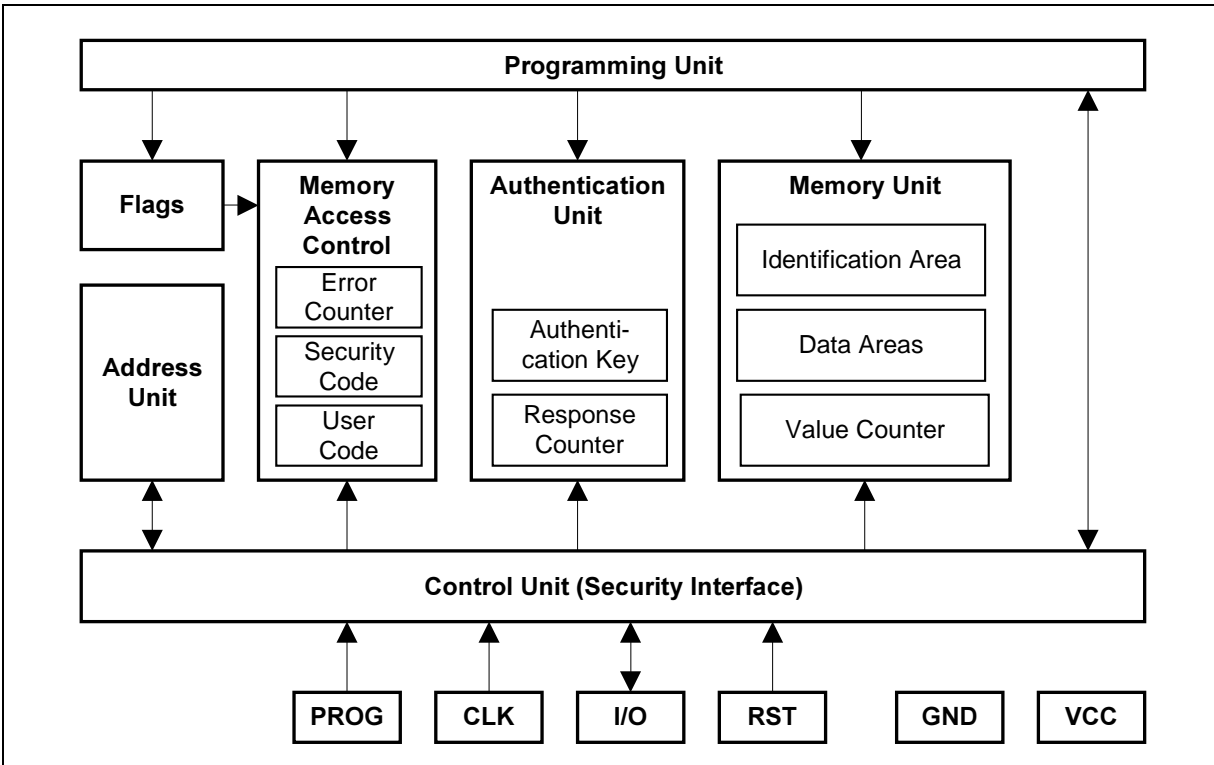 Programming Unit
Flags
Memory
Access
Control
Error
Counter
Security
Code
User
Code
Authentication
Unit
Authenti-
cation Key
Response
Counter
Memory Unit
Identification Area
Data Areas
Value Counter
Address
Unit
Control Unit (Security Interface)
PROG
CLK
I/O
RST
GND
VCC